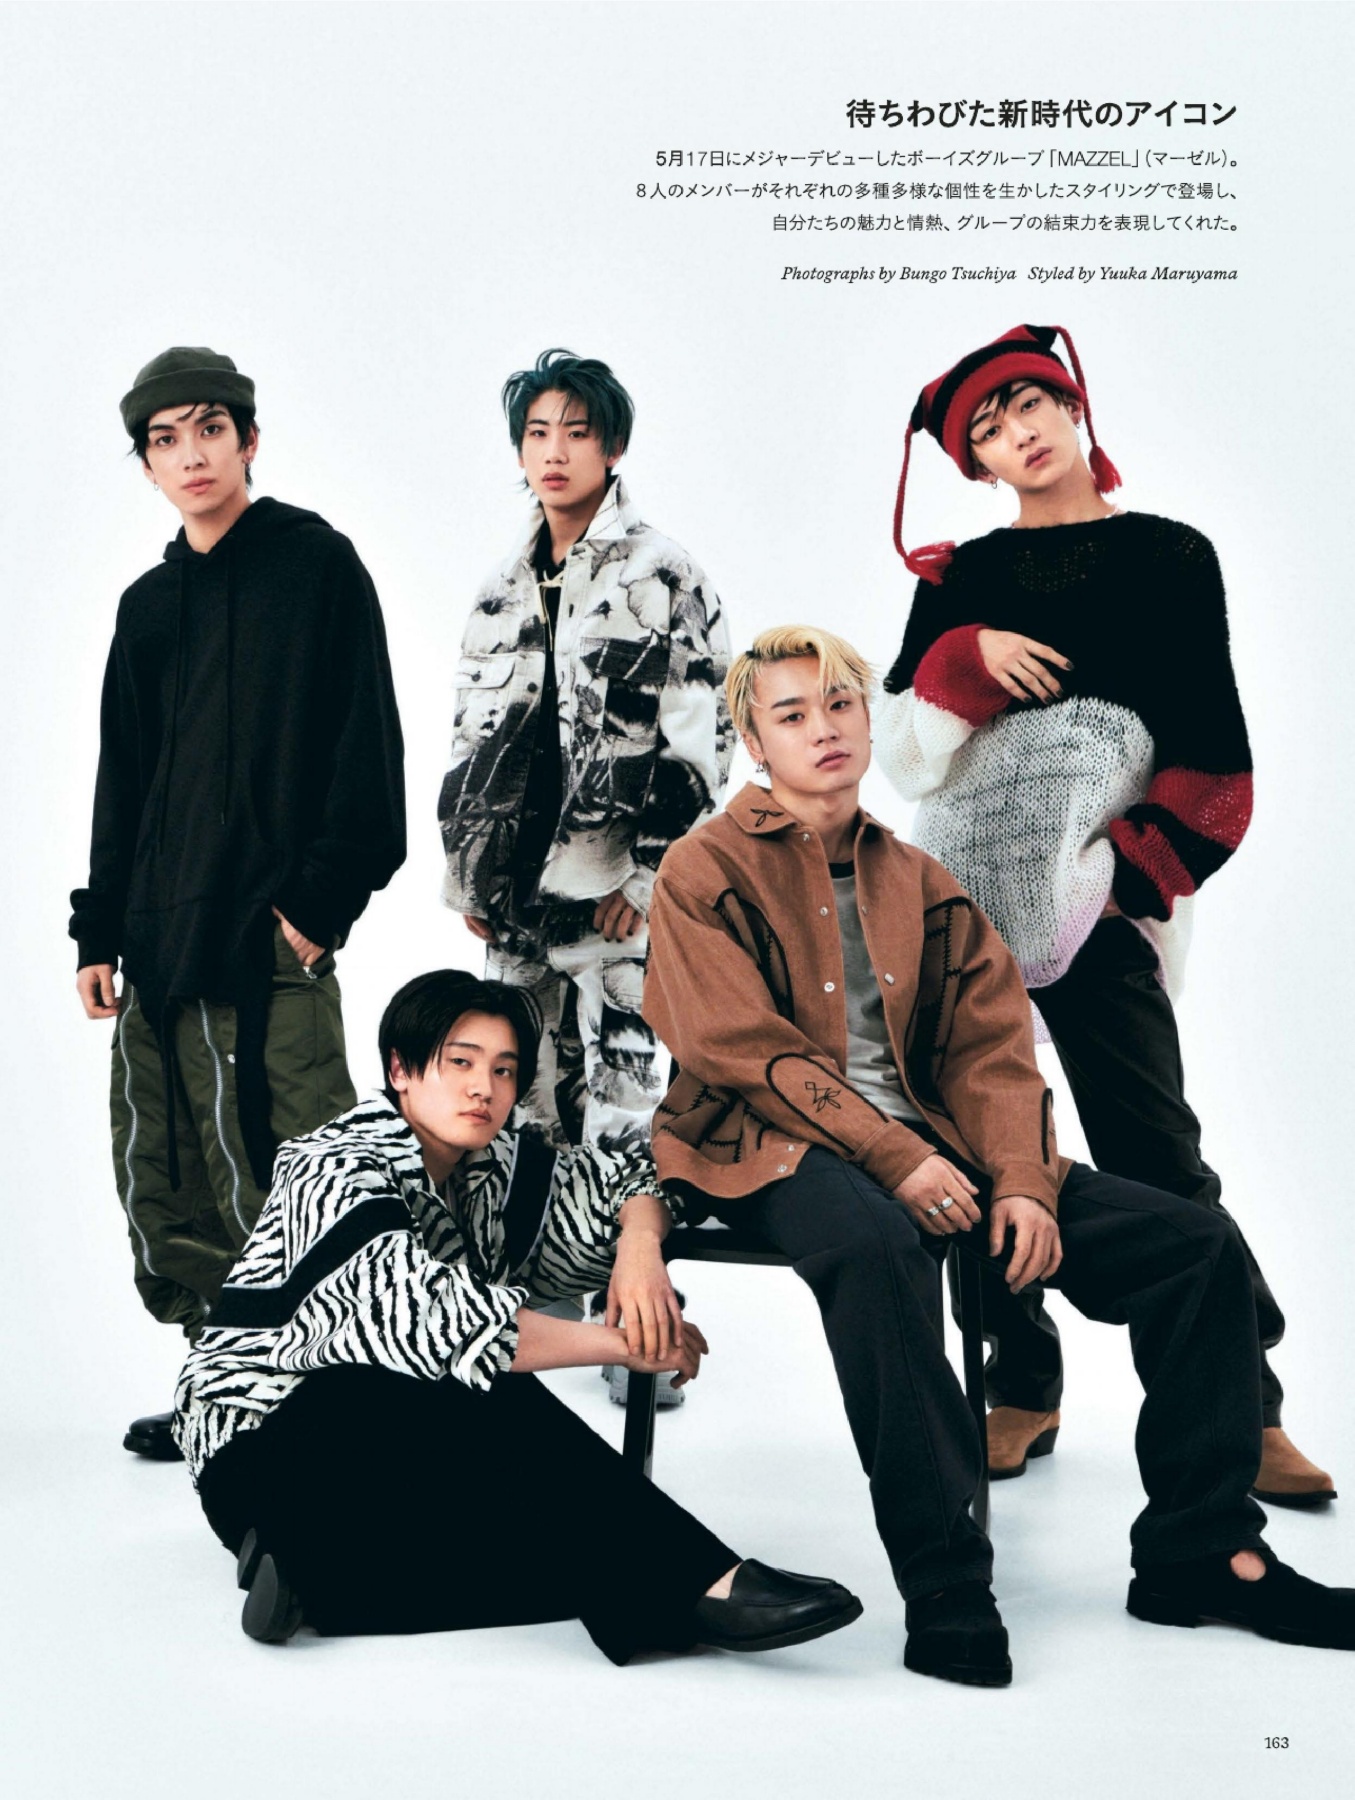 待ちわびた新時代のアイコン
5月17日にメジャーデビューしたボーイズグループ「MAZZEL」（マーゼル）。
8人のメンバーがそれぞれの多種多様な個性を生かしたスタイリングで登場し、
自分たちの魅力と情熱、グループの結束力を表現してくれた。
Photographs by Bungo Tsuchiya Styled by Yuuka Maruyama
163